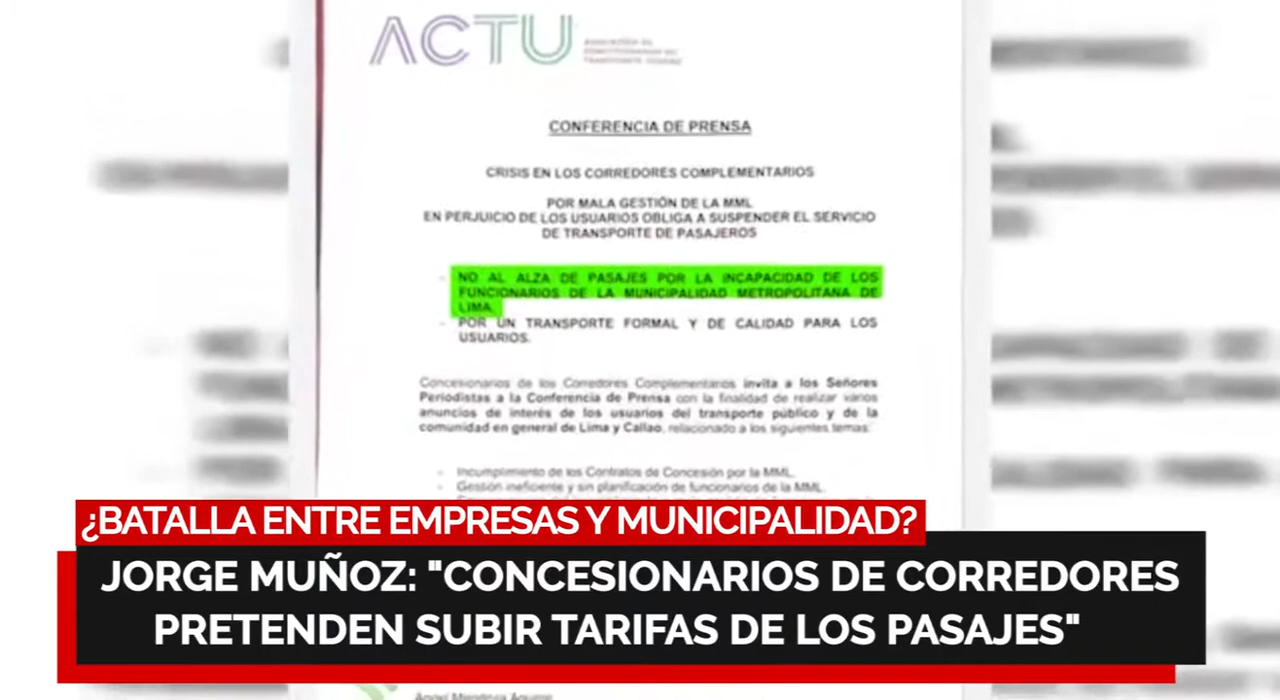 ACTU
CONFERENCIA DE PRENSA
CRISIS EN LOS CORREDORES COMPLEMENTARIOS
POR MALA GESTIÓN DE LA MML
EN PERJUICIO DE LOS USUARIOS OBLIGA A SUSPENDER EL SERVICIO
DE TRANSPORTE DE PASAJEROS
- NO AL ALZA DE PASAJES POR LA INCAPACIDAD DE LOS
FUNCIONARIOS DE LA MUNICIPALIDAD METROPOLITANA DE
LIMA.
- POR UN TRANSPORTE FORMAL Y DE CALIDAD PARA LOS
USUARIOS.
Concesionarios de los Corredores Complementarios invita a los Señores
Periodistas a la Conferencia de Prensa con la finalidad de realizar varios
anuncios de interés de los usuarios del transporte público y de la
comunidad en general de Lima y Callao, relacionado a los siguientes temas:
- Incumplimiento de los Contratos de Concesión por la MML.
- Gestión ineficiente y sin planificación de funcionarios de la MML.
¿BATALLA ENTRE EMPRESAS Y MUNICIPALIDAD?
JORGE MUÑOZ: "CONCESIONARIOS DE CORREDORES
PRETENDEN SUBIR TARIFAS DE LOS PASAJES"